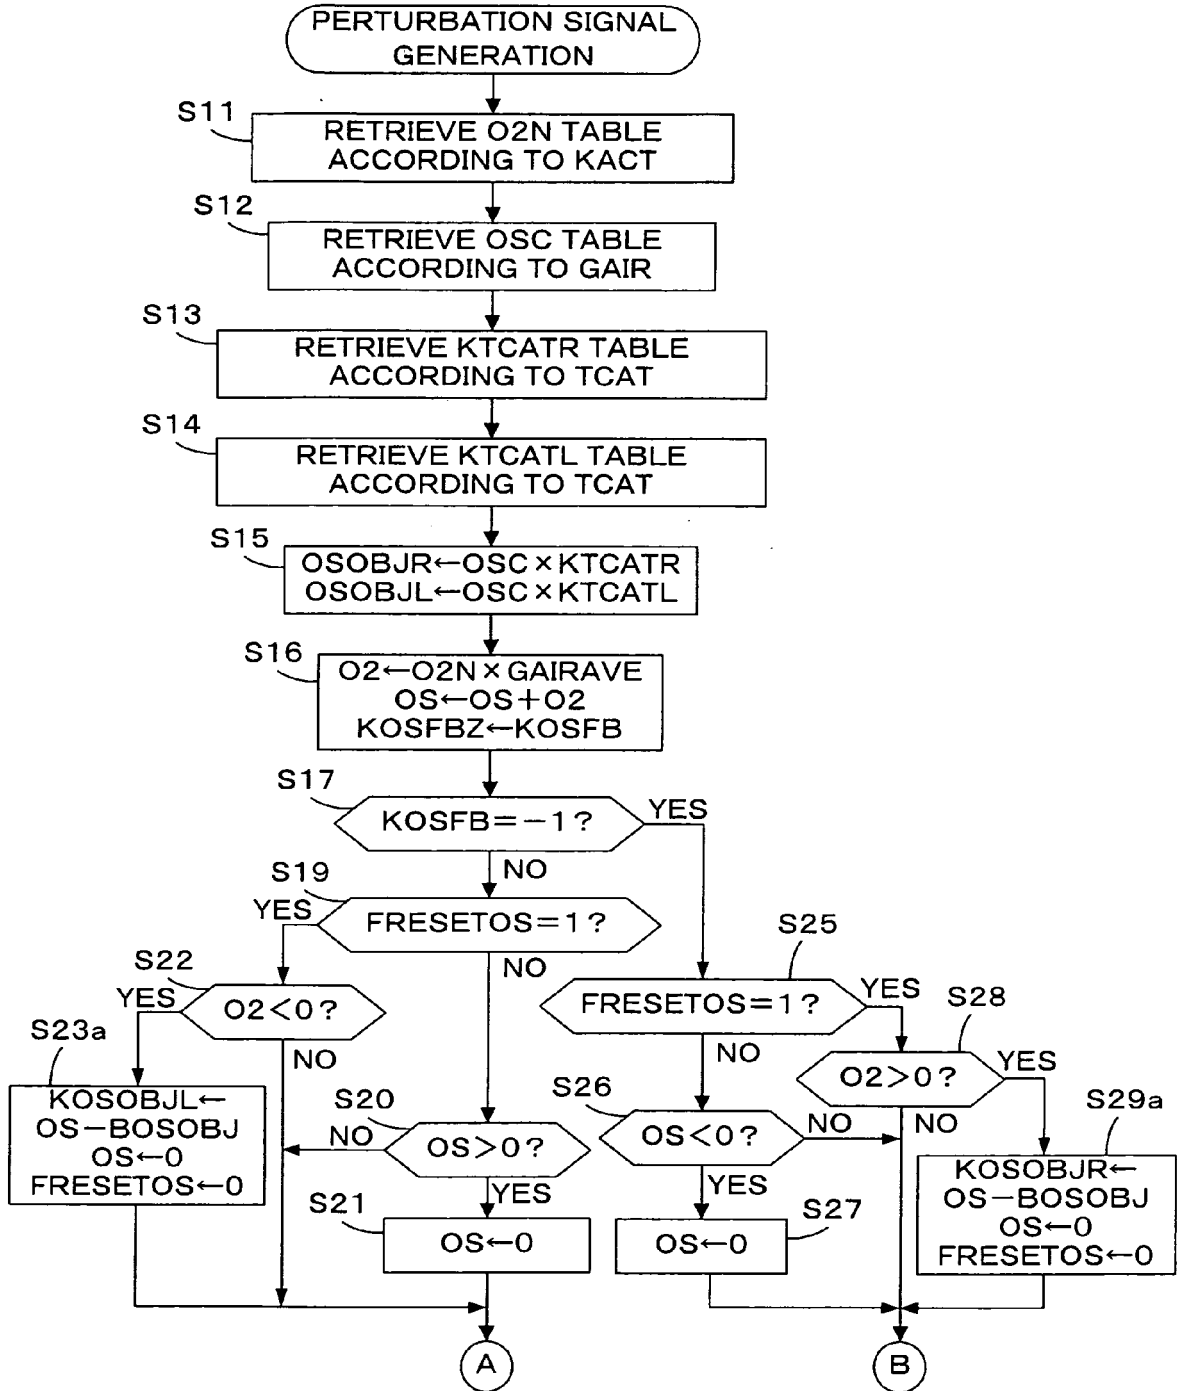 PERTURBATION SIGNAL
GENERATION
S11
RETRIEVE O2N TABLE
ACCORDING TO KACT
S12
RETRIEVE OSC TABLE
ACCORDING TO GAIR
S13
RETRIEVE KTCATR TABLE
ACCORDING TO TCAT
S14
RETRIEVE KTCATL TABLE
ACCORDING TO TCAT
S15
OSOBJR←OSC×KTCATR
OSOBJL←OSC×KTCATL
S16
O2←O2N×GAIRAVE
OS←OS+O2
KOSFBZ←KOSFB
S17
KOSFB=−1?
YES
NO
S19
YES
FRESETOS=1?
NO
S25
FRESETOS=1?
YES
NO
S22
YES
O2<0?
NO
S28
O2>0?
YES
NO
S23a
KOSOBJL←
OS−BOSOBJ
OS←0
FRESETOS←0
S20
NO
OS>0?
YES
S26
OS<0?
NO
YES
S29a
KOSOBJR←
OS−BOSOBJ
OS←0
FRESETOS←0
S21
OS←0
S27
OS←0
A
B